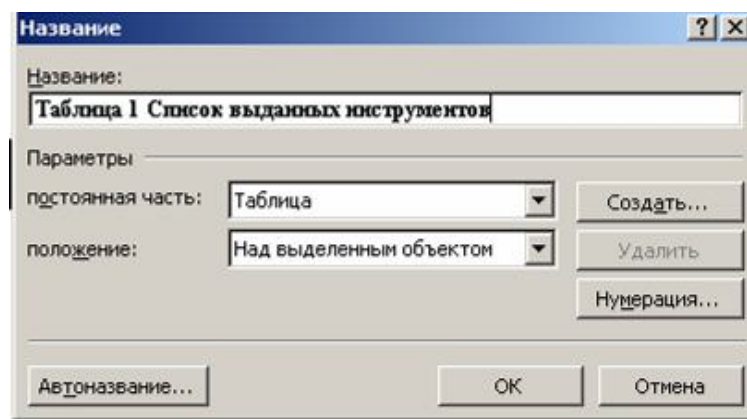 Название
Название:
Таблица 1 Список выданных инструментов
Параметры
постоянная часть: Таблица Создать...
положение: Над выделенным объектом Удалить
Нумерация...
Автоназвание... ОК Отмена